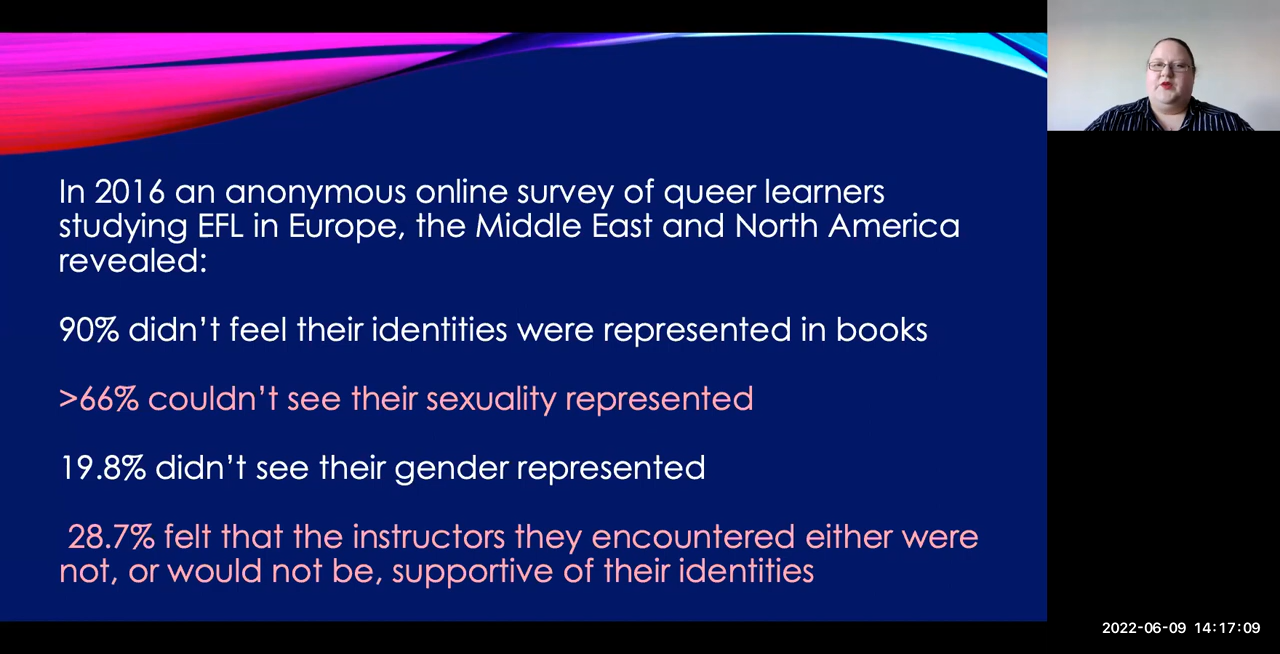 In 2016 an anonymous online survey of queer learners
studying EFL in Europe, the Middle East and North America
revealed:
90% didn’t feel their identities were represented in books
>66% couldn’t see their sexuality represented
19.8% didn’t see their gender represented
28.7% felt that the instructors they encountered either were
not, or would not be, supportive of their identities
2022-06-09 14:17:09